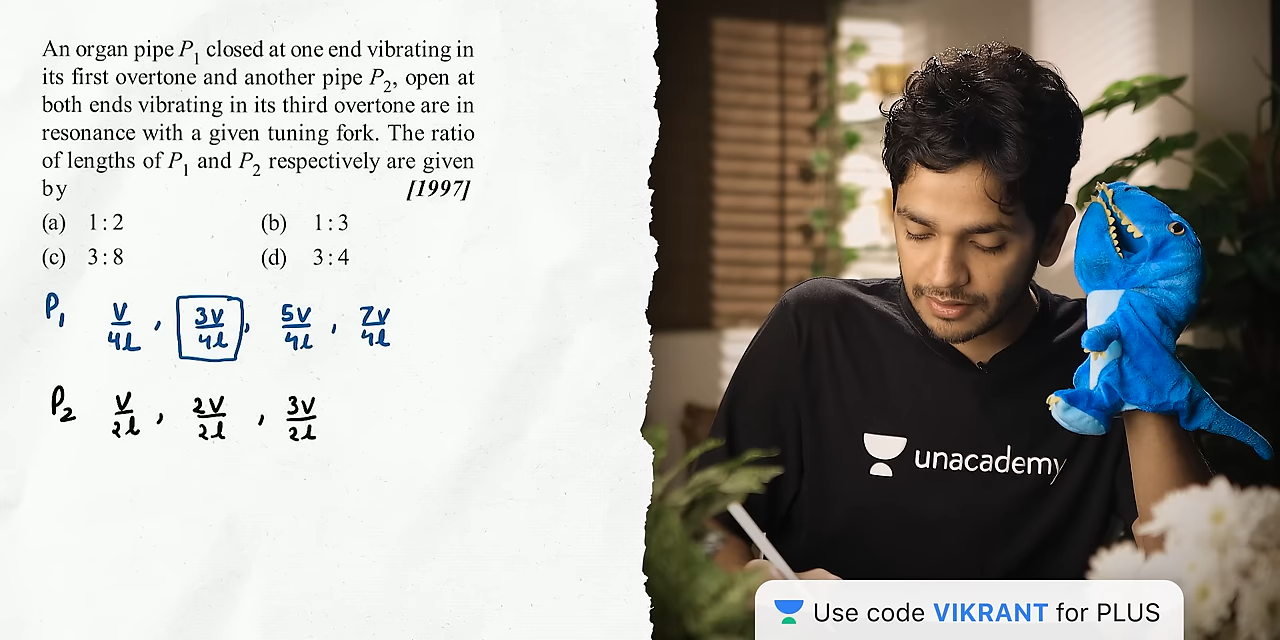 An organ pipe P₁ closed at one end vibrating in
its first overtone and another pipe P₂, open at
both ends vibrating in its third overtone are in
resonance with a given tuning fork. The ratio
of lengths of P₁ and P₂ respectively are given
by [1997]
(a) 1 : 2 (b) 1 : 3
(c) 3 : 8 (d) 3 : 4
P₁ v/4l , 3v/4l , 5v/4l , 7v/4l
P₂ v/2l , 2v/2l , 3v/2l
unacademy
Use code VIKRANT for PLUS